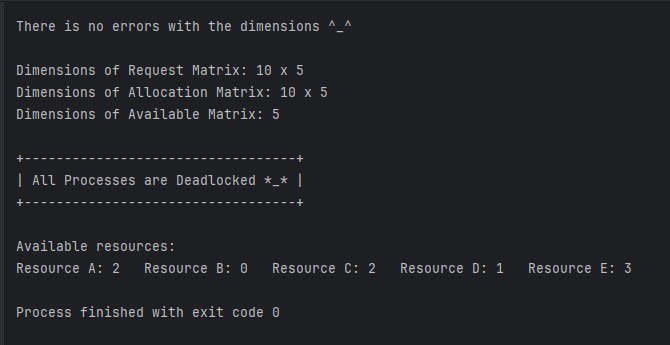 There is no errors with the dimensions ^_^
Dimensions of Request Matrix: 10 x 5
Dimensions of Allocation Matrix: 10 x 5
Dimensions of Available Matrix: 5
+----------------------------------+
| All Processes are Deadlocked *_* |
+----------------------------------+
Available resources:
Resource A: 2   Resource B: 0   Resource C: 2   Resource D: 1   Resource E: 3
Process finished with exit code 0